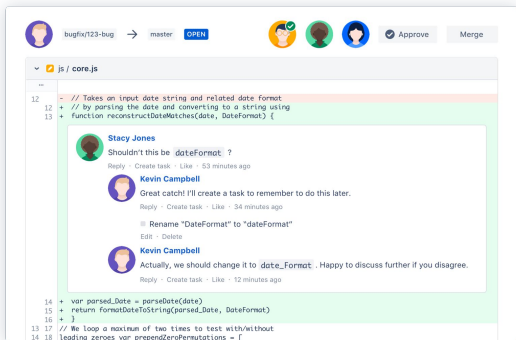 bugfix/123-bug → master OPEN Approve Merge
js / core.js
...
12 - // Takes an input date string and related date format
12 + // by parsing the date and converting to a string using
13 + function reconstructDateMatches(date, DateFormat) {
Stacy Jones
Shouldn't this be dateFormat ?
Reply · Create task · Like · 53 minutes ago
Kevin Campbell
Great catch! I'll create a task to remember to do this later.
Reply · Create task · Like · 34 minutes ago
Rename "DateFormat" to "dateFormat"
Edit · Delete
Kevin Campbell
Actually, we should change it to date_Format . Happy to discuss further if you disagree.
Reply · Create task · Like · 12 minutes ago
14 + var parsed_Date = parseDate(date)
15 + return formatDateToString(parsed_Date, DateFormat)
16 + }
13 17 // We loop a maximum of two times to test with/without
14 18 leading zeroes var prependZeroPermutations = [